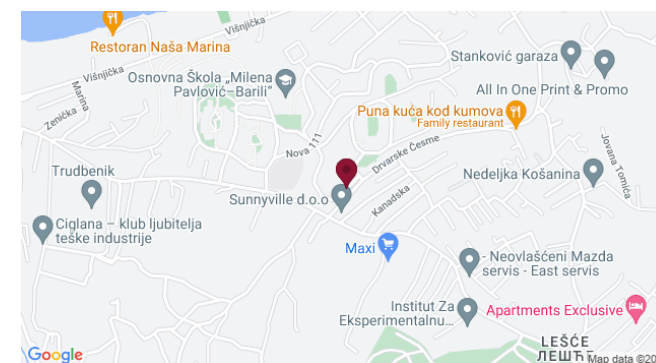 Restoran Naša Marina
Višnjička
Višnjička
Stanković garaza
Osnovna Škola „Milena
Pavlović–Barili“
All In One Print & Promo
Marina
Zenička
Puna kuća kod kumova
Family restaurant
Nova 111
Drvarske Česme
Jovana Tomića
Trudbenik
Nedeljka Košanina
Sunnyville d.o.o
Kanadska
Ciglana – klub ljubitelja
teške industrije
Maxi
- Neovlašćeni Mazda
servis - East servis
Institut Za
Eksperimentalnu...
Apartments Exclusive
LEŠĆE
ЛЕШЋЕ
Google
Map data ©20